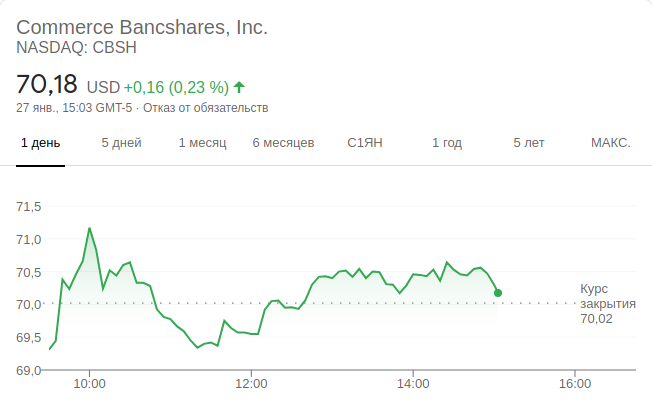 Commerce Bancshares, Inc.
NASDAQ: CBSH
70,18 USD +0,16 (0,23 %)
27 янв., 15:03 GMT-5 · Отказ от обязательств
1 день 5 дней 1 месяц 6 месяцев С1ЯН 1 год 5 лет МАКС.
71,5
71,0
70,5
70,0
69,5
69,0
Курс
закрытия
70,02
10:00 12:00 14:00 16:00